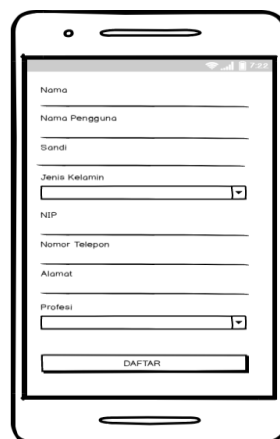 Nama
Nama Pengguna
Sandi
Jenis Kelamin
NIP
Nomor Telepon
Alamat
Profesi
DAFTAR